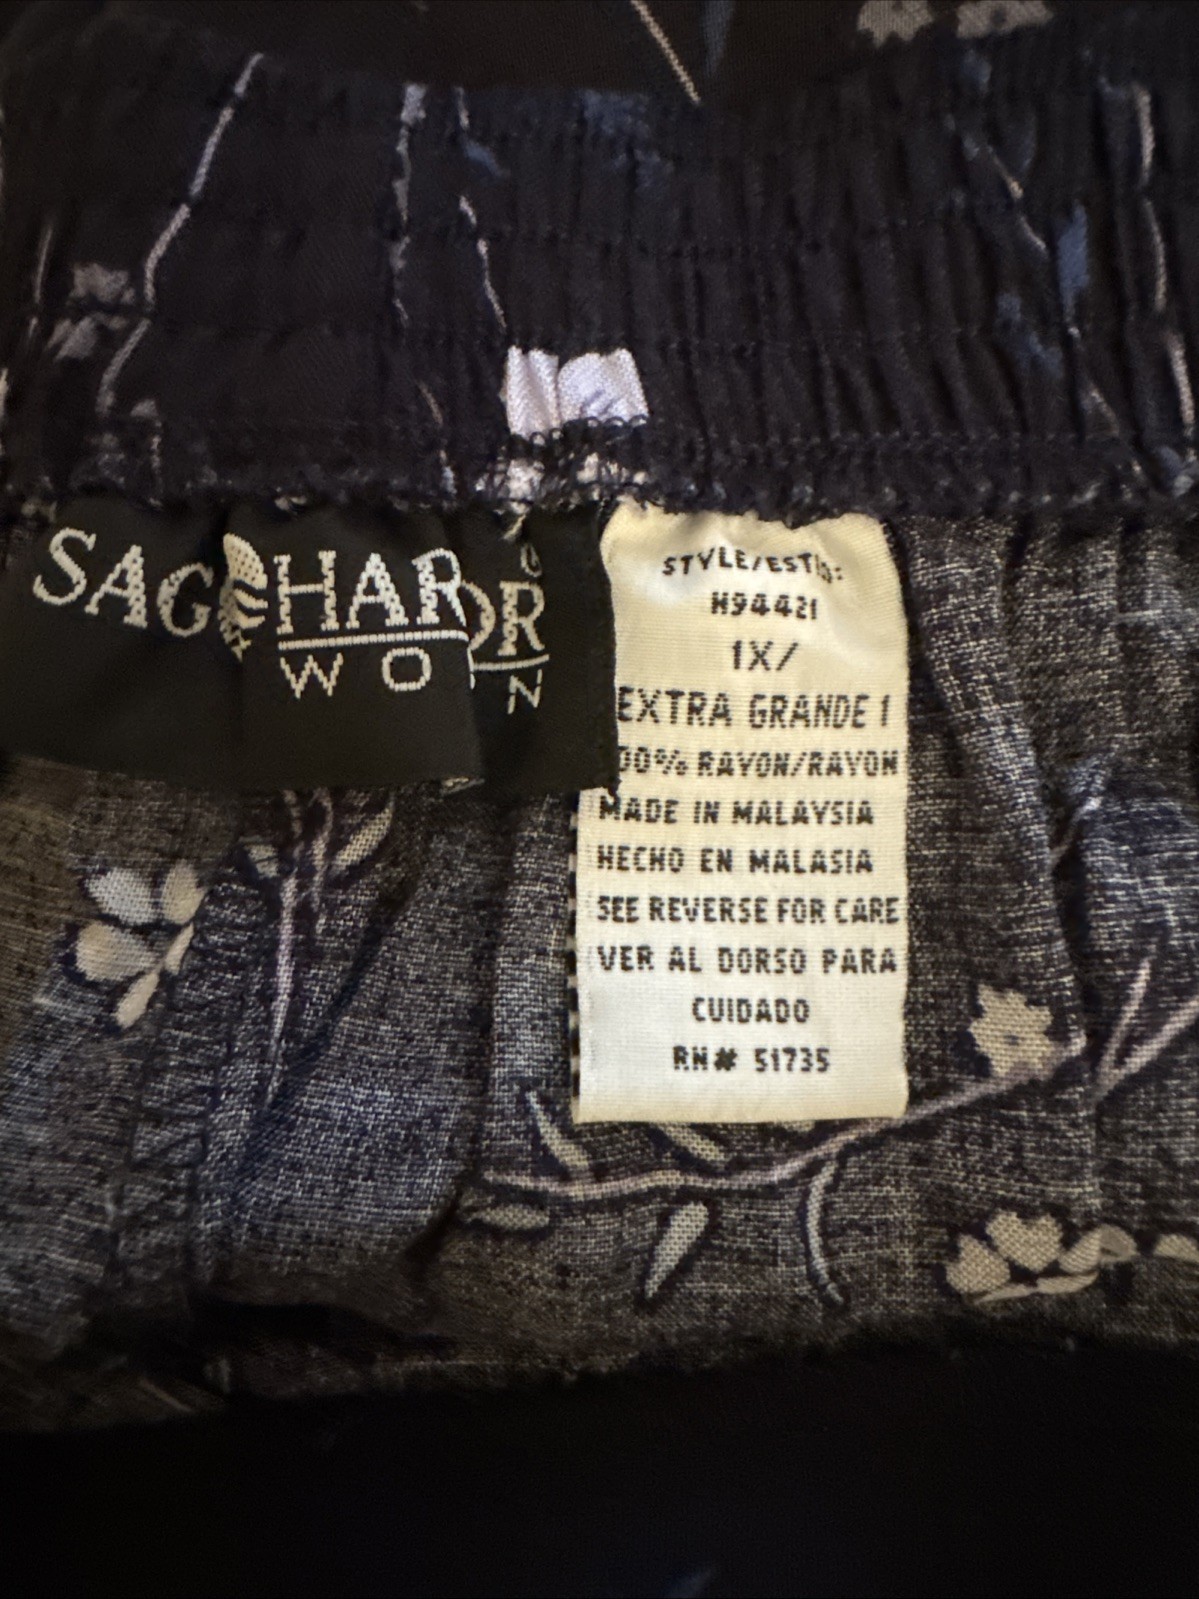 SAG HAR OR
WO N
STYLE/ESTILO:
H94421
1X/
EXTRA GRANDE 1
00% RAYON/RAYON
MADE IN MALAYSIA
HECHO EN MALASIA
SEE REVERSE FOR CARE
VER AL DORSO PARA
CUIDADO
RN# 51735